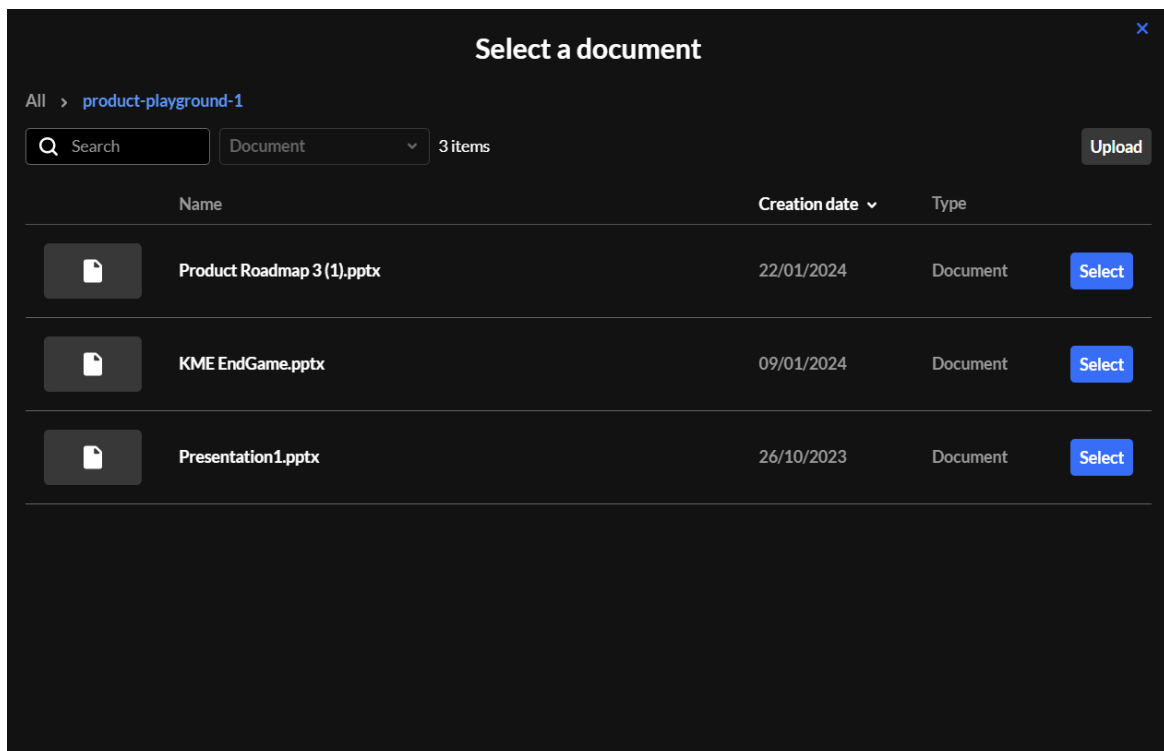 Select a document
All > product-playground-1
Search Document 3 items Upload
Name Creation date Type
Product Roadmap 3 (1).pptx 22/01/2024 Document Select
KME EndGame.pptx 09/01/2024 Document Select
Presentation1.pptx 26/10/2023 Document Select